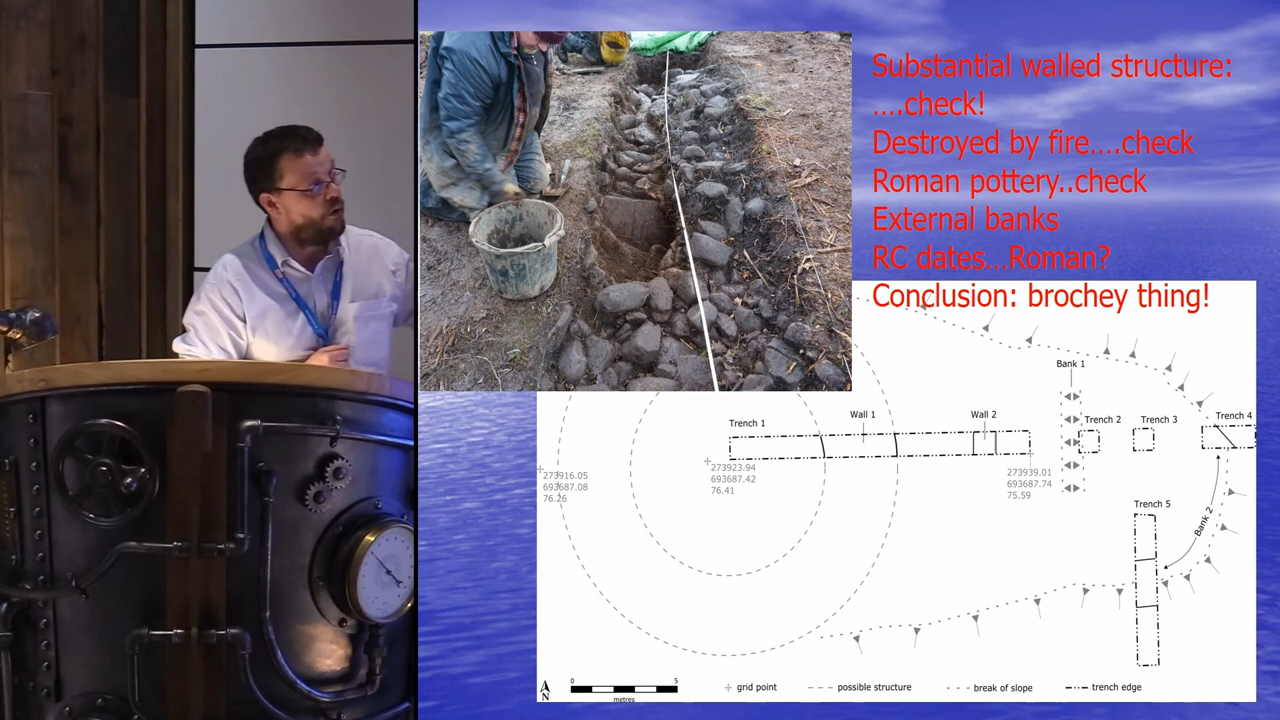 Substantial walled structure:
….check!
Destroyed by fire….check
Roman pottery..check
External banks
RC dates…Roman?
Conclusion: brochey thing!
Bank 1
Trench 1
Wall 1
Wall 2
Trench 2
Trench 3
Trench 4
273916.05
693687.08
76.26
273923.94
693687.42
76.41
273939.01
693687.74
75.59
Trench 5
Bank 2
N
0
5
metres
grid point
possible structure
break of slope
trench edge